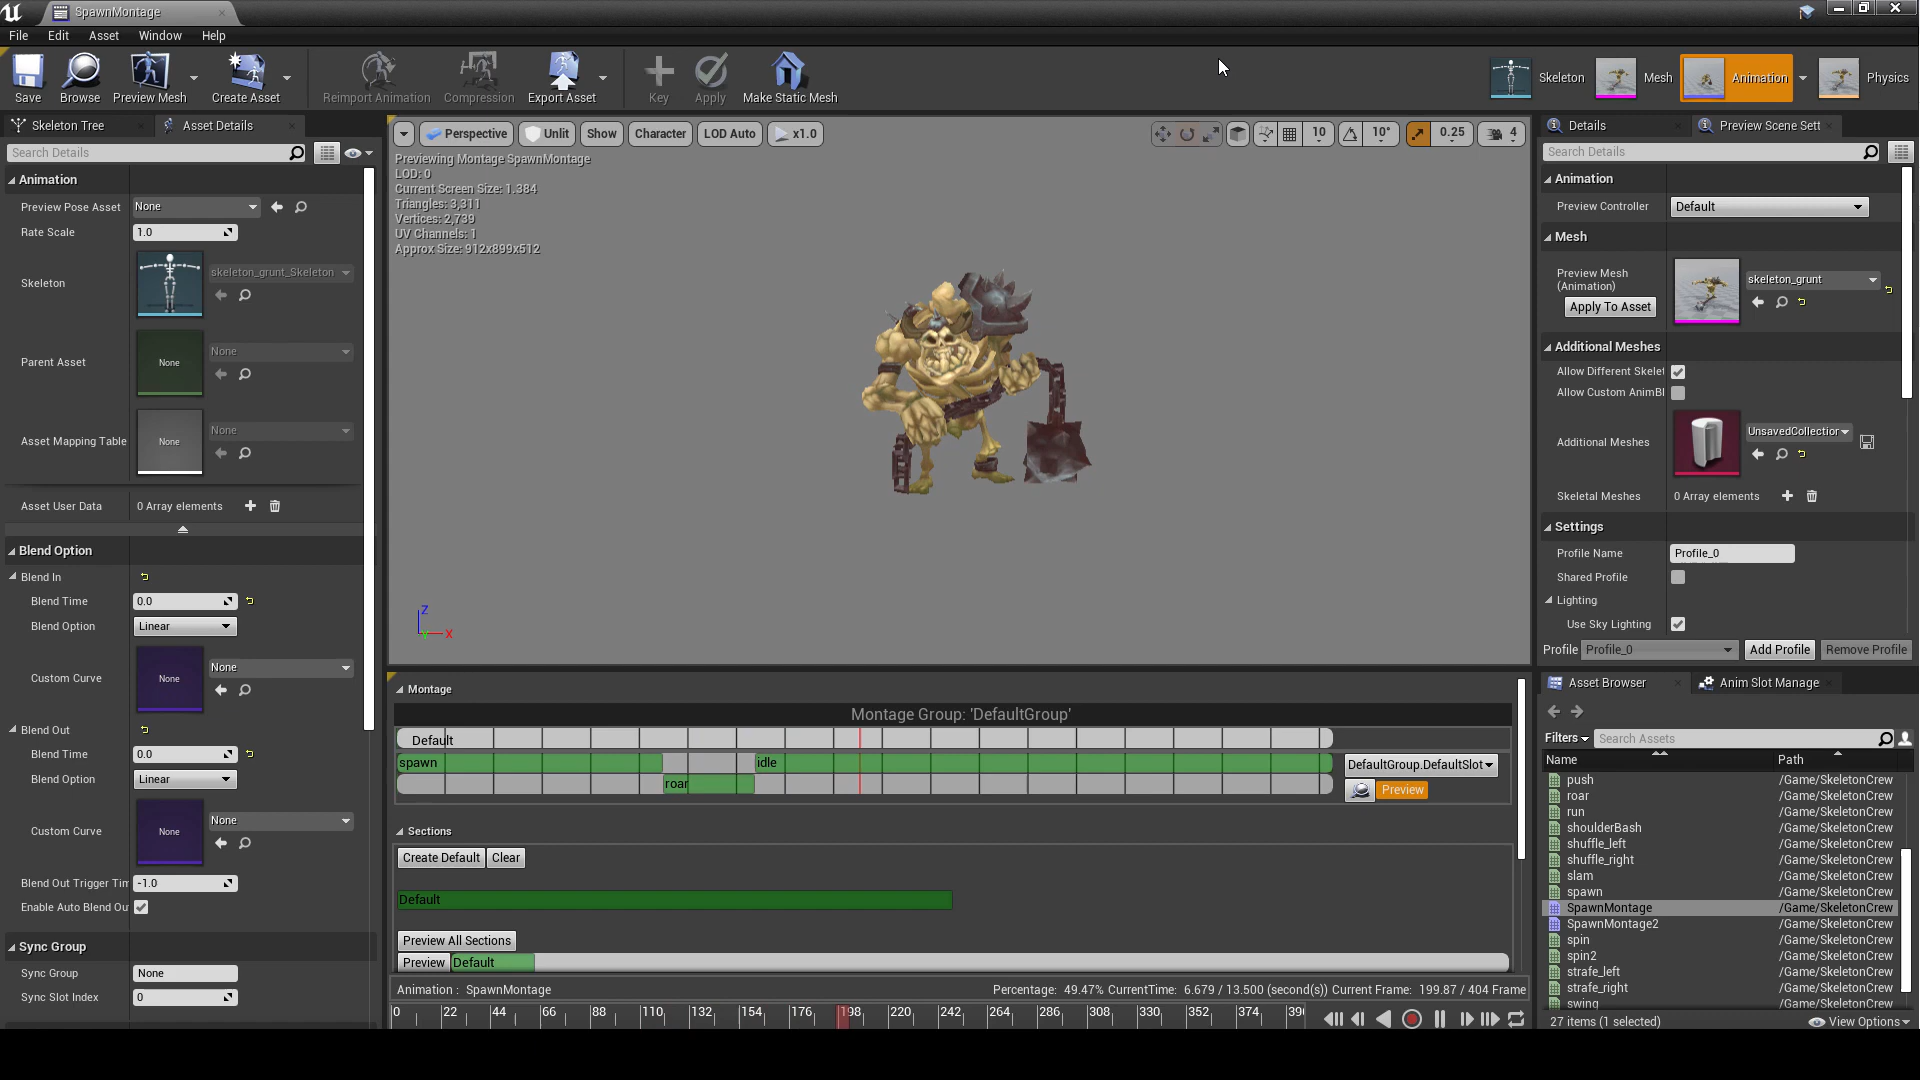 SpawnMontage
File Edit Asset Window Help
Save Browse Preview Mesh Create Asset Reimport Animation Compression Export Asset Key Apply Make Static Mesh Skeleton Mesh Animation Physics
Skeleton Tree Asset Details
Search Details
Animation
Preview Pose Asset None
Rate Scale 1.0
Skeleton skeleton_grunt_Skeleton
Parent Asset None None
Asset Mapping Table None None
Asset User Data 0 Array elements
Blend Option
Blend In
Blend Time 0.0
Blend Option Linear
Custom Curve None None
Blend Out
Blend Time 0.0
Blend Option Linear
Custom Curve None None
Blend Out Trigger Tim -1.0
Enable Auto Blend Ou
Sync Group
Sync Group None
Sync Slot Index 0
Perspective Unlit Show Character LOD Auto x1.0 10 10° 0.25 4
Previewing Montage SpawnMontage
LOD: 0
Current Screen Size: 1.384
Triangles: 3,311
Vertices: 2,739
UV Channels: 1
Approx Size: 912x899x512
Z
Y X
Montage
Montage Group: 'DefaultGroup'
Default
spawn idle DefaultGroup.DefaultSlot
roar Preview
Sections
Create Default Clear
Default
Preview All Sections
Preview Default
Animation : SpawnMontage Percentage: 49.47% CurrentTime: 6.679 / 13.500 (second(s)) Current Frame: 199.87 / 404 Frame
0 22 44 66 88 110 132 154 176 198 220 242 264 286 308 330 352 374 396
Details Preview Scene Sett
Search Details
Animation
Preview Controller Default
Mesh
Preview Mesh
(Animation) skeleton_grunt
Apply To Asset
Additional Meshes
Allow Different Skelet
Allow Custom AnimBl
Additional Meshes UnsavedCollection
Skeletal Meshes 0 Array elements
Settings
Profile Name Profile_0
Shared Profile
Lighting
Use Sky Lighting
Profile Profile_0 Add Profile Remove Profile
Asset Browser Anim Slot Manage
Filters Search Assets
Name Path
push /Game/SkeletonCrew
roar /Game/SkeletonCrew
run /Game/SkeletonCrew
shoulderBash /Game/SkeletonCrew
shuffle_left /Game/SkeletonCrew
shuffle_right /Game/SkeletonCrew
slam /Game/SkeletonCrew
spawn /Game/SkeletonCrew
SpawnMontage /Game/SkeletonCrew
SpawnMontage2 /Game/SkeletonCrew
spin /Game/SkeletonCrew
spin2 /Game/SkeletonCrew
strafe_left /Game/SkeletonCrew
strafe_right /Game/SkeletonCrew
swing /Game/SkeletonCrew
27 items (1 selected) View Options